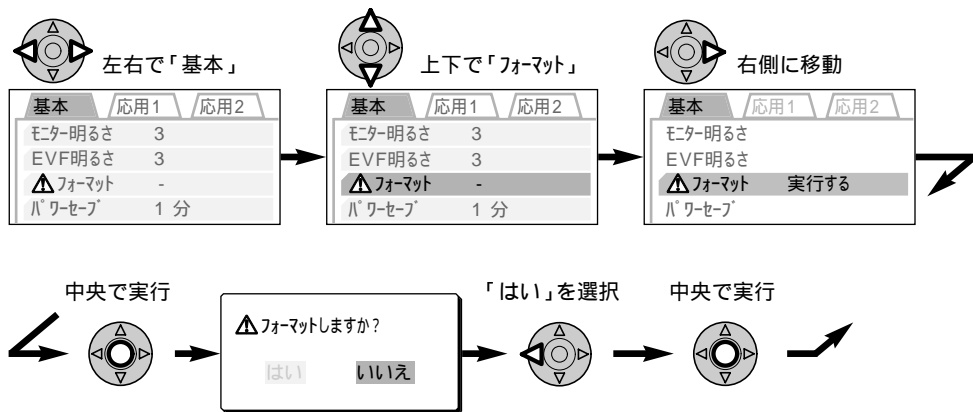 左右で「基本」
基本 応用1 応用2
ﾓﾆﾀｰ明るさ 3
EVF明るさ 3
ﾌｫｰﾏｯﾄ -
ﾊﾟﾜｰｾｰﾌﾞ 1 分
上下で「ﾌｫｰﾏｯﾄ」
基本 応用1 応用2
ﾓﾆﾀｰ明るさ 3
EVF明るさ 3
ﾌｫｰﾏｯﾄ -
ﾊﾟﾜｰｾｰﾌﾞ 1 分
右側に移動
基本 応用1 応用2
ﾓﾆﾀｰ明るさ
EVF明るさ
ﾌｫｰﾏｯﾄ 実行する
ﾊﾟﾜｰｾｰﾌﾞ
中央で実行
ﾌｫｰﾏｯﾄしますか?
はい いいえ
「はい」を選択
中央で実行